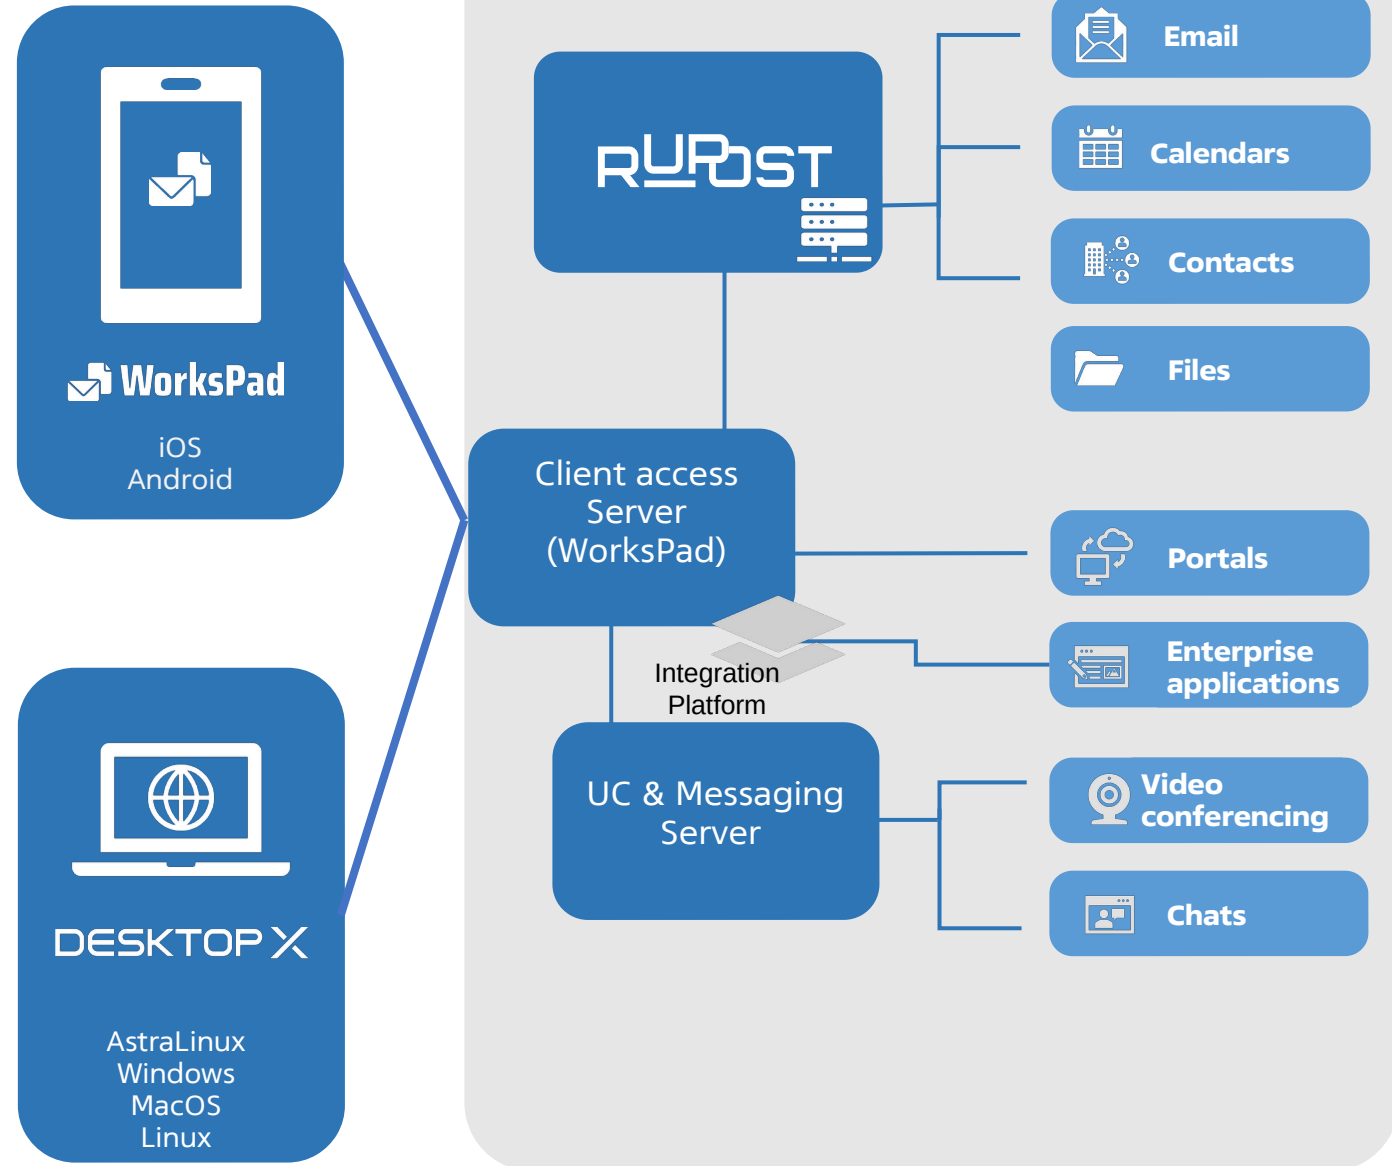 WorksPad
iOS
Android
DESKTOP X
AstraLinux
Windows
MacOS
Linux
RUPOST
Client access
Server
(WorksPad)
Integration
Platform
UC & Messaging
Server
Email
Calendars
Contacts
Files
Portals
Enterprise
applications
Video
conferencing
Chats